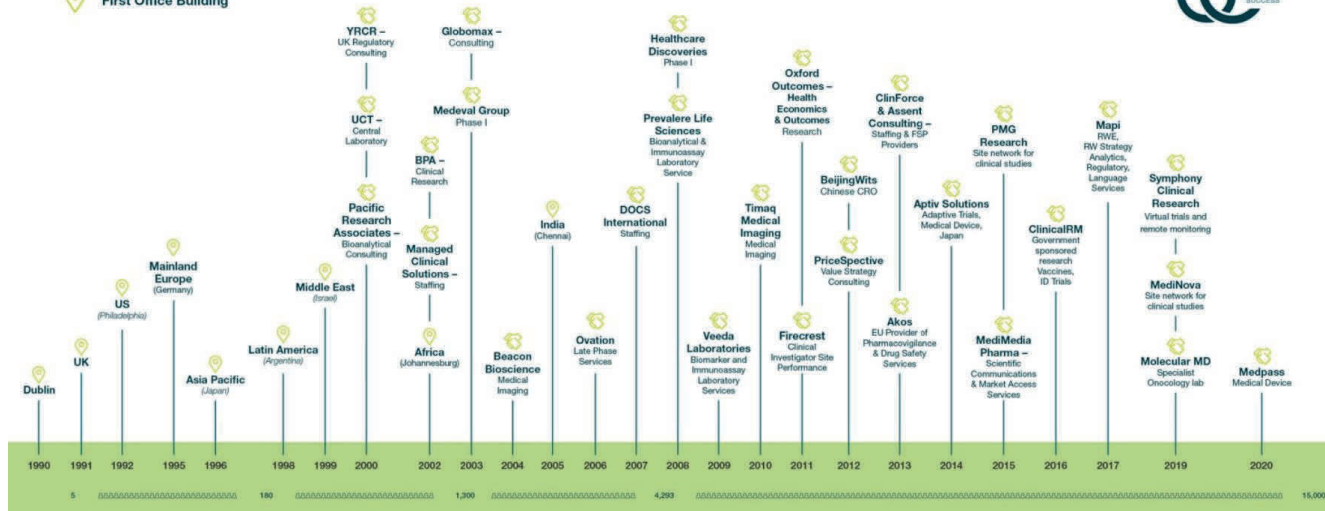 First Office Building
SUCCESS
Dublin
UK
US
(Philadelphia)
Mainland
Europe
(Germany)
Asia Pacific
(Japan)
Latin America
(Argentina)
Middle East
(Israel)
YRCR –
UK Regulatory
Consulting
UCT –
Central
Laboratory
Pacific
Research
Associates –
Bioanalytical
Consulting
BPA –
Clinical
Research
Managed
Clinical
Solutions –
Staffing
Africa
(Johannesburg)
Globomax –
Consulting
Medeval Group
Phase I
Beacon
Bioscience
Medical
Imaging
India
(Chennai)
Ovation
Late Phase
Services
DOCS
International
Staffing
Healthcare
Discoveries
Phase I
Prevalere Life
Sciences
Bioanalytical &
Immunoassay
Laboratory
Service
Veeda
Laboratories
Biomarker and
Immunoassay
Laboratory
Services
Timaq
Medical
Imaging
Medical
Imaging
Oxford
Outcomes –
Health
Economics
& Outcomes
Research
Firecrest
Clinical
Investigator Site
Performance
BeijingWits
Chinese CRO
PriceSpective
Value Strategy
Consulting
ClinForce
& Assent
Consulting –
Staffing & FSP
Providers
Akos
EU Provider of
Pharmacovigilance
& Drug Safety
Services
Aptiv Solutions
Adaptive Trials,
Medical Device,
Japan
PMG
Research
Site network for
clinical studies
MediMedia
Pharma –
Scientific
Communications
& Market Access
Services
ClinicalRM
Government
sponsored
research
Vaccines,
ID Trials
Mapi
RWE,
RW Strategy
Analytics,
Regulatory,
Language
Services
Symphony
Clinical
Research
Virtual trials and
remote monitoring
MediNova
Site network for
clinical studies
Molecular MD
Specialist
Onocology lab
Medpass
Medical Device
1990 1991 1992 1995 1996 1998 1999 2000 2002 2003 2004 2005 2006 2007 2008 2009 2010 2011 2012 2013 2014 2015 2016 2017 2019 2020
5 180 1,300 4,293 15,000